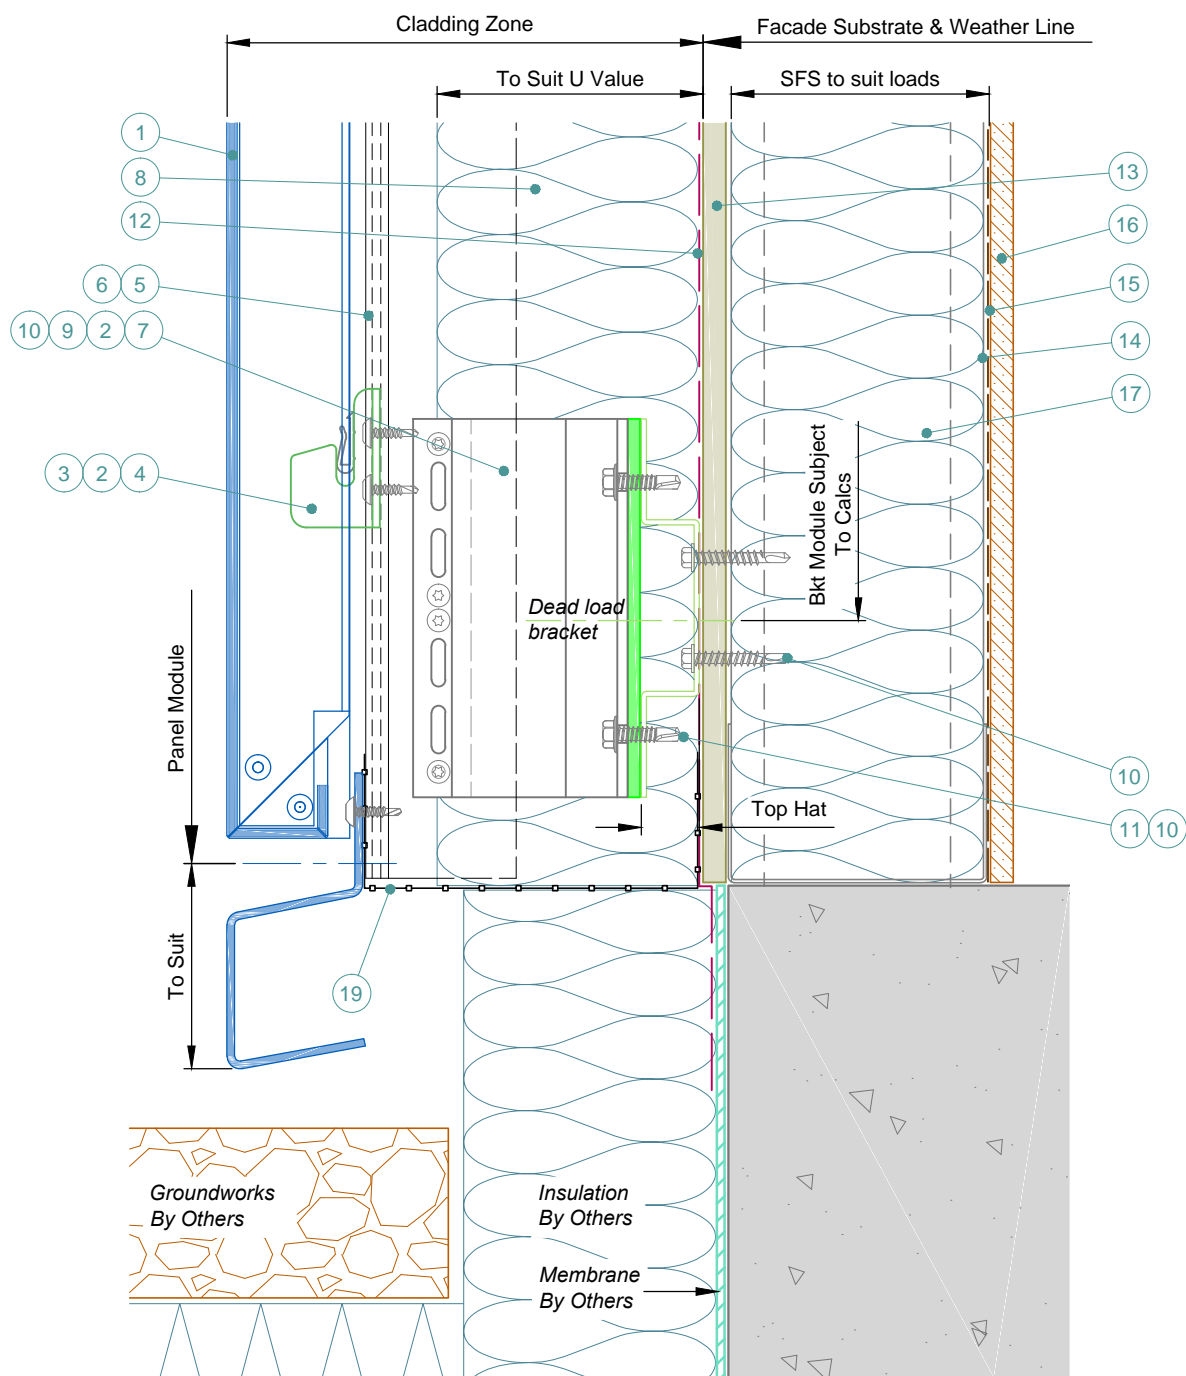 Cladding Zone
Facade Substrate & Weather Line
To Suit U Value
SFS to suit loads
1
8
12
6 5
10 9 2 7
3 2 4
13
16
15
14
17
Bkt Module Subject
To Calcs
Dead load
bracket
Panel Module
10
Top Hat
11 10
To Suit
19
Groundworks
By Others
Insulation
By Others
Membrane
By Others